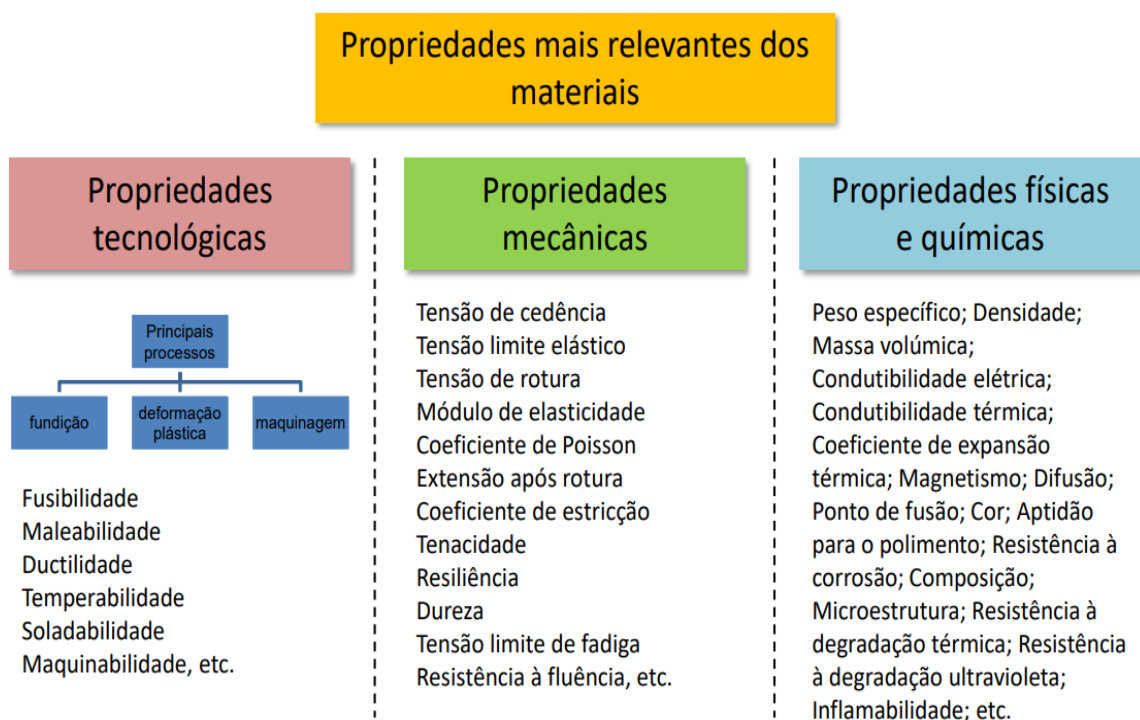 Propriedades mais relevantes dos
materiais
Propriedades
tecnológicas
Principais
processos
fundição
deformação
plástica
maquinagem
Fusibilidade
Maleabilidade
Ductilidade
Temperabilidade
Soladabilidade
Maquinabilidade, etc.
Propriedades
mecânicas
Tensão de cedência
Tensão limite elástico
Tensão de rotura
Módulo de elasticidade
Coeficiente de Poisson
Extensão após rotura
Coeficiente de estricção
Tenacidade
Resiliência
Dureza
Tensão limite de fadiga
Resistência à fluência, etc.
Propriedades físicas
e químicas
Peso específico; Densidade;
Massa volúmica;
Condutibilidade elétrica;
Condutibilidade térmica;
Coeficiente de expansão
térmica; Magnetismo; Difusão;
Ponto de fusão; Cor; Aptidão
para o polimento; Resistência à
corrosão; Composição;
Microestrutura; Resistência à
degradação térmica; Resistência
à degradação ultravioleta;
Inflamabilidade; etc.